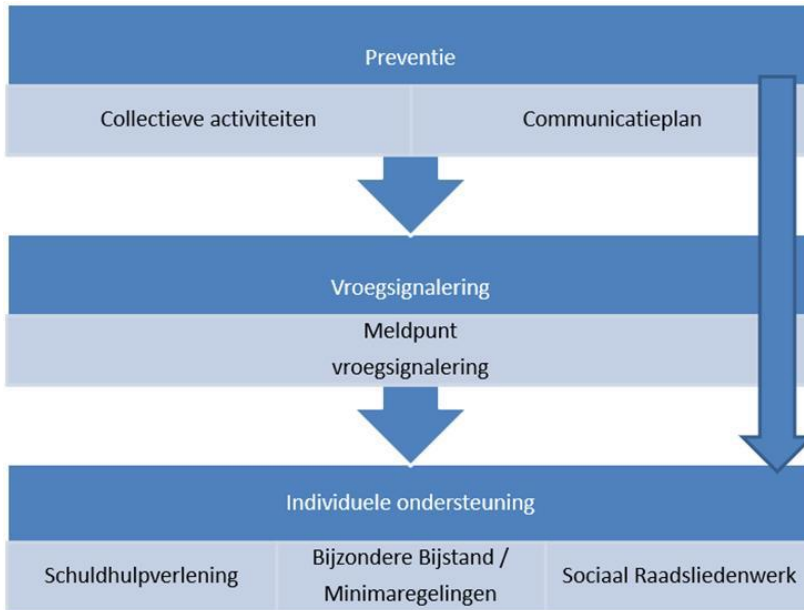 Preventie
Collectieve activiteiten
Communicatieplan
Vroegsignalering
Meldpunt
vroegsignalering
Individuele ondersteuning
Schuldhulpverlening
Bijzondere Bijstand /
Minimaregelingen
Sociaal Raadsliedenwerk